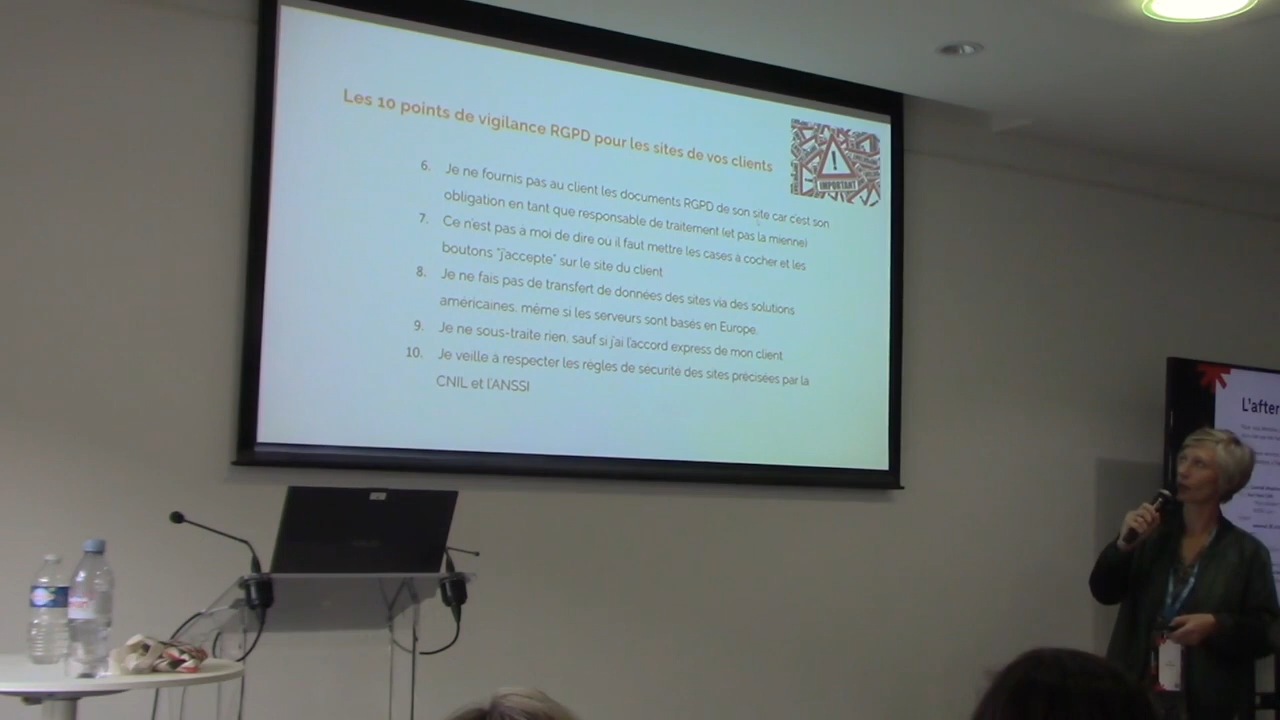 Les 10 points de vigilance RGPD pour les sites de vos clients
IMPORTANT
6. Je ne fournis pas au client les documents RGPD de son site car c'est son
obligation en tant que responsable de traitement (et pas la mienne)
7. Ce n'est pas à moi de dire où il faut mettre les cases à cocher et les
boutons "j'accepte" sur le site du client
8. Je ne fais pas de transfert de données des sites via des solutions
américaines, même si les serveurs sont basés en Europe.
9. Je ne sous-traite rien, sauf si j'ai l'accord express de mon client
10. Je veille à respecter les règles de sécurité des sites précisées par la
CNIL et l'ANSSI
L'after